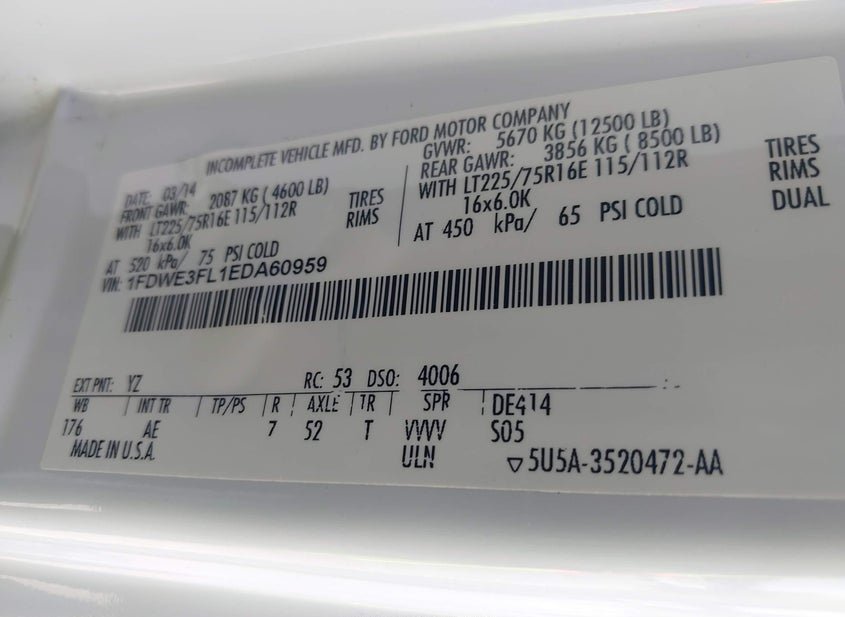 INCOMPLETE VEHICLE MFD. BY FORD MOTOR COMPANY
DATE: 03/14
FRONT GAWR: 2087 KG ( 4600 LB)
WITH LT225/75R16E 115/112R TIRES
16x6.0K RIMS
AT 520 kPa/ 75 PSI COLD
GVWR: 5670 KG (12500 LB)
REAR GAWR: 3856 KG ( 8500 LB)
WITH LT225/75R16E 115/112R TIRES
16x6.0K RIMS
AT 450 kPa/ 65 PSI COLD DUAL
VIN: 1FDWE3FL1EDA60959
EXT PNT: YZ RC: 53 DSO: 4006
WB INT TR TP/PS R AXLE TR SPR DE414
176 AE 7 52 T VVVV S05
MADE IN U.S.A. ULN ▽5U5A-3520472-AA